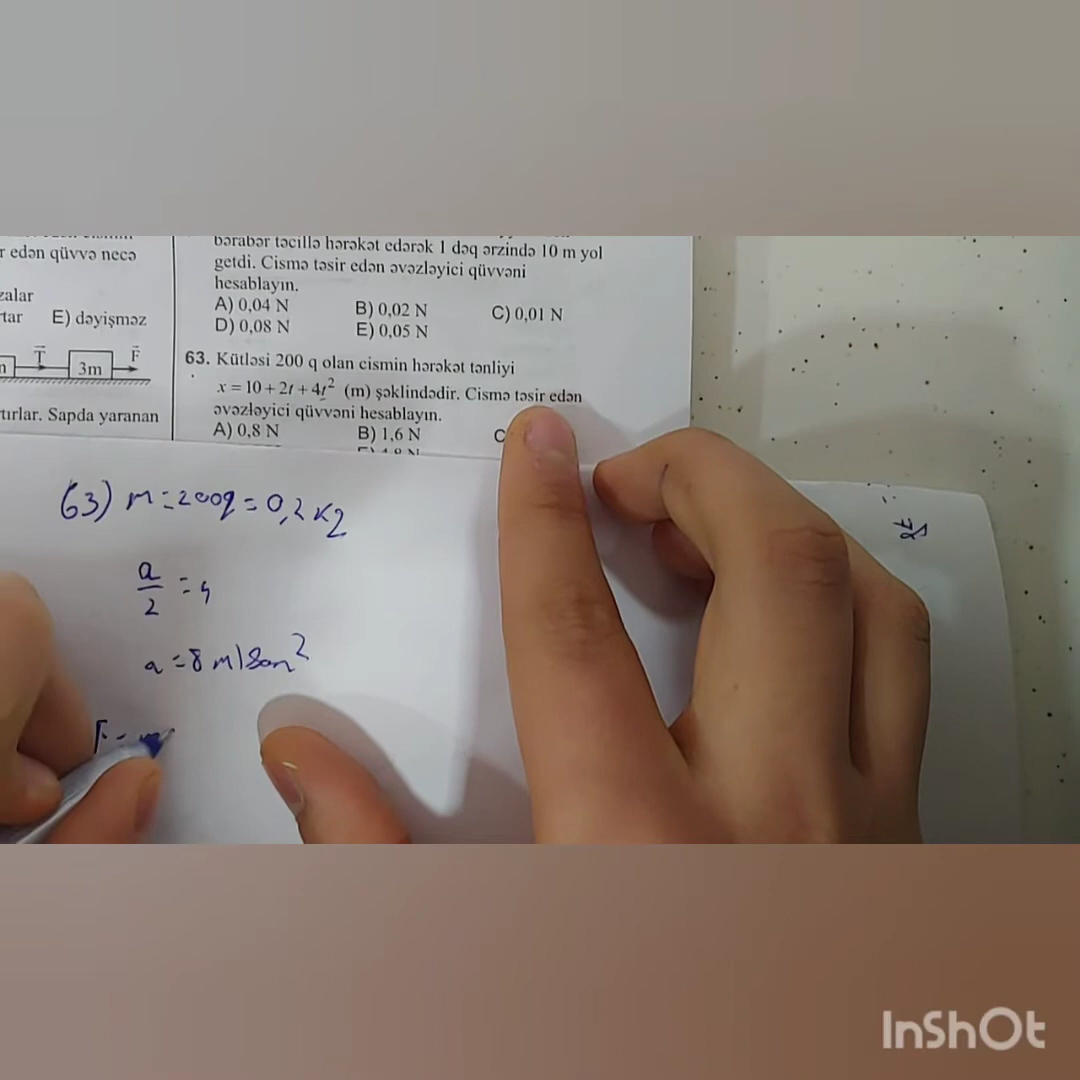 r edən qüvvə necə
zalar
rtar E) dəyişməz
T F
3m
tırlar. Sapda yaranan
bərabər təcillə hərəkət edərək 1 dəq ərzində 10 m yol
getdi. Cismə təsir edən əvəzləyici qüvvəni
hesablayın.
A) 0,04 N B) 0,02 N C) 0,01 N
D) 0,08 N E) 0,05 N
63. Kütləsi 200 q olan cismin hərəkət tənliyi
x = 10 + 2t + 4t² (m) şəklindədir. Cismə təsir edən
əvəzləyici qüvvəni hesablayın.
A) 0,8 N B) 1,6 N C
63) m = 200q = 0,2 kq
a/2 = 4
a = 8 m/san²
F = m
InShOt